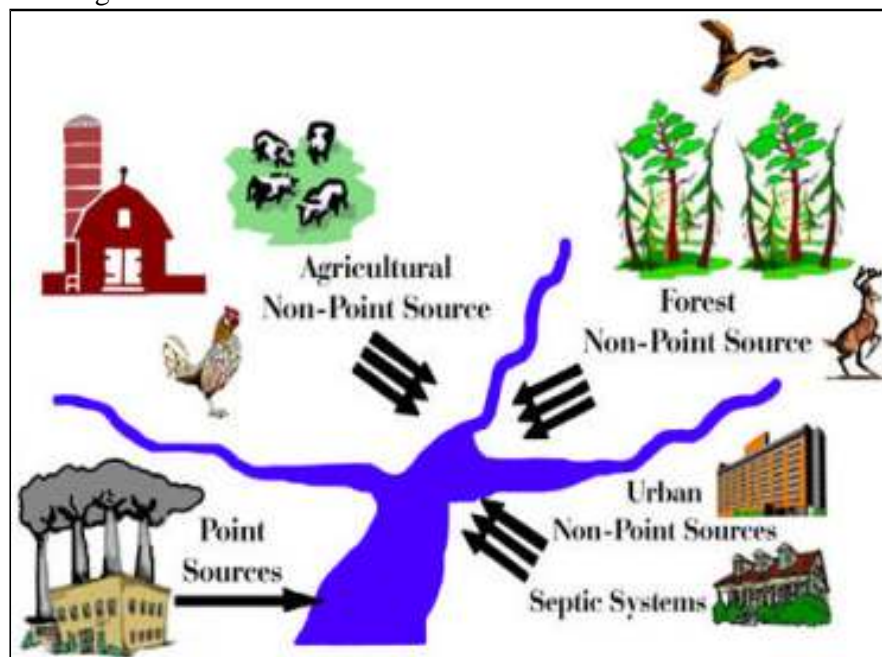 Agricultural
Non-Point Source
Forest
Non-Point Source
Urban
Non-Point Sources
Septic Systems
Point
Sources